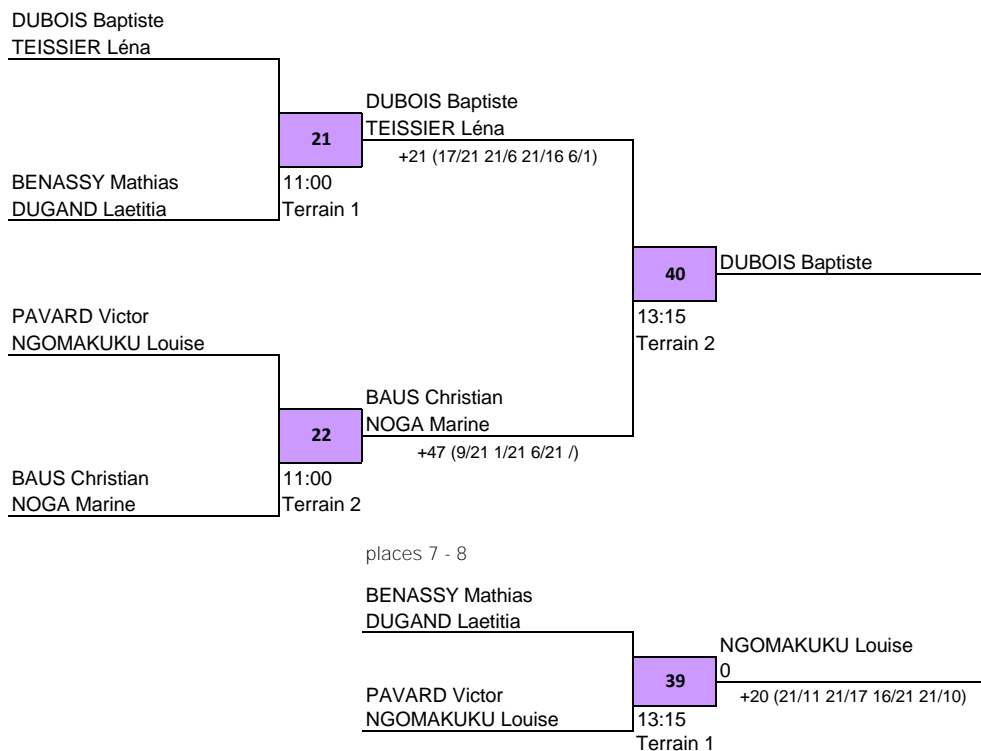 DUBOIS Baptiste
TEISSIER Léna
DUBOIS Baptiste
21
TEISSIER Léna
+21 (17/21 21/6 21/16 6/1)
BENASSY Mathias
11:00
DUGAND Laetitia
Terrain 1
40
DUBOIS Baptiste
PAVARD Victor
13:15
NGOMAKUKU Louise
Terrain 2
BAUS Christian
22
NOGA Marine
+47 (9/21 1/21 6/21 /)
BAUS Christian
11:00
NOGA Marine
Terrain 2
places 7 - 8
BENASSY Mathias
DUGAND Laetitia
NGOMAKUKU Louise
39
0
PAVARD Victor
+20 (21/11 21/17 16/21 21/10)
NGOMAKUKU Louise
13:15
Terrain 1